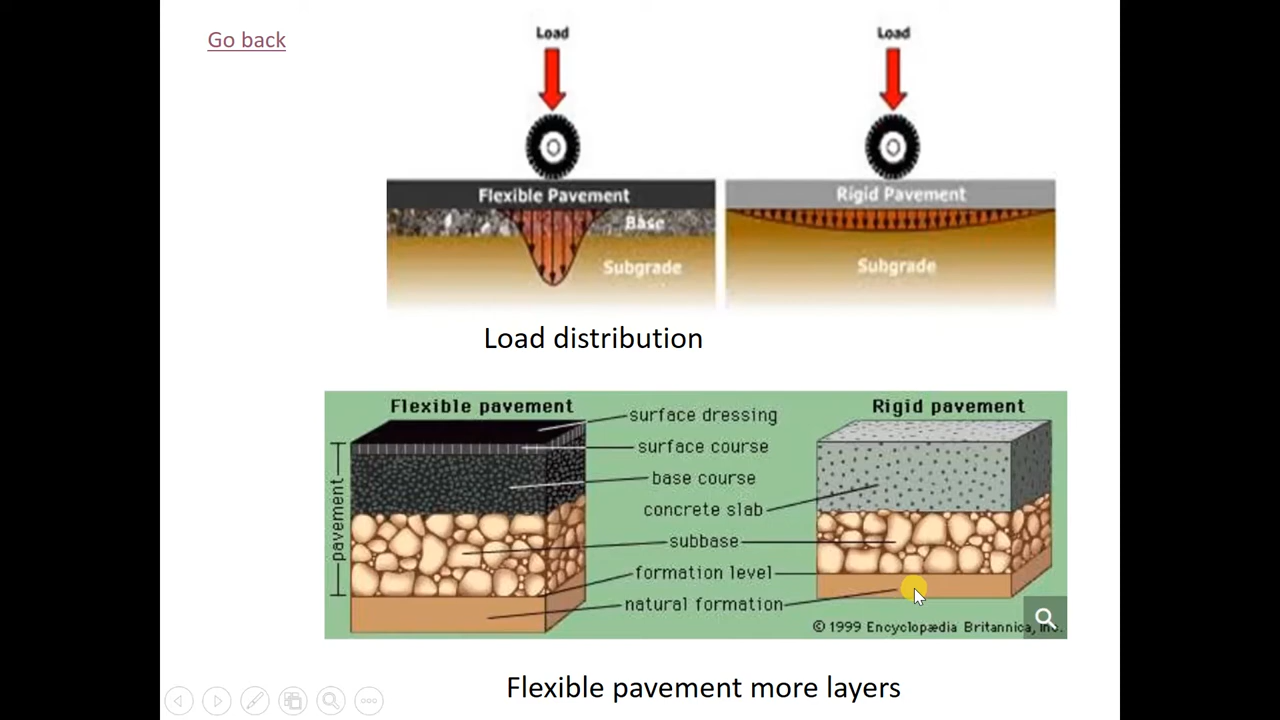 Go back
Load
Load
Flexible Pavement
Base
Subgrade
Rigid Pavement
Subgrade
Load distribution
Flexible pavement
Rigid pavement
surface dressing
surface course
base course
concrete slab
subbase
formation level
natural formation
pavement
© 1999 Encyclopædia Britannica, Inc.
Flexible pavement more layers